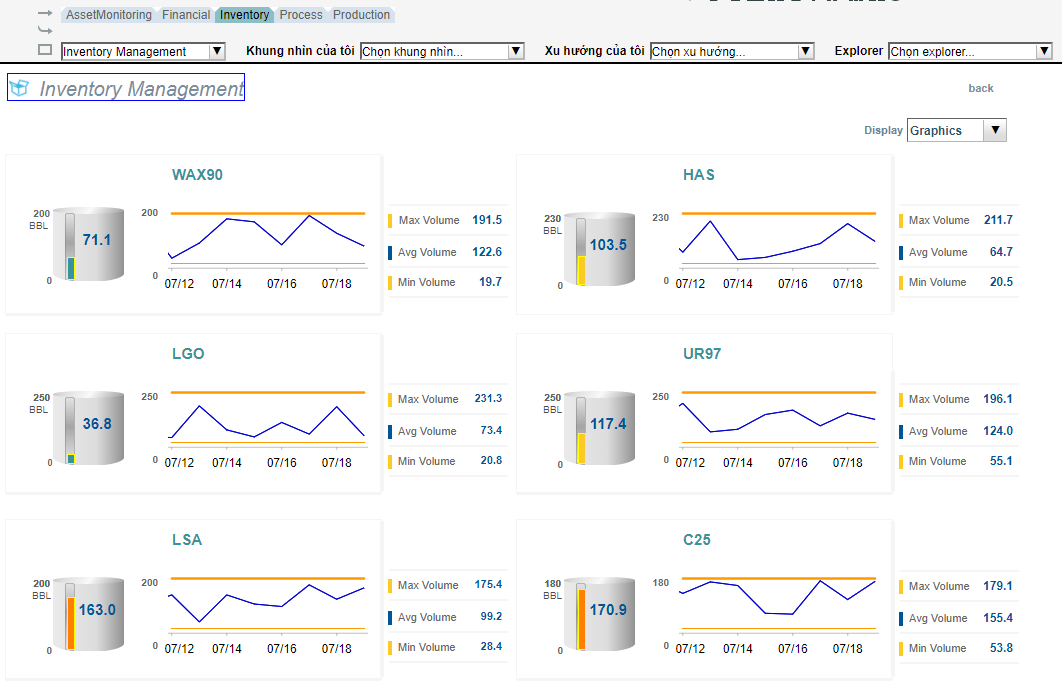 AssetMonitoring Financial Inventory Process Production
Inventory Management Khung nhìn của tôi Chọn khung nhìn... Xu hướng của tôi Chọn xu hướng... Explorer Chọn explorer...
Inventory Management
back
Display Graphics
WAX90
200
BBL
71.1
0
200
0
07/12 07/14 07/16 07/18
Max Volume 191.5
Avg Volume 122.6
Min Volume 19.7
HAS
230
BBL
103.5
0
230
0
07/12 07/14 07/16 07/18
Max Volume 211.7
Avg Volume 64.7
Min Volume 20.5
LGO
250
BBL
36.8
0
250
0
07/12 07/14 07/16 07/18
Max Volume 231.3
Avg Volume 73.4
Min Volume 20.8
UR97
250
BBL
117.4
0
250
0
07/12 07/14 07/16 07/18
Max Volume 196.1
Avg Volume 124.0
Min Volume 55.1
LSA
200
BBL
163.0
0
200
0
07/12 07/14 07/16 07/18
Max Volume 175.4
Avg Volume 99.2
Min Volume 28.4
C25
180
BBL
170.9
0
180
0
07/12 07/14 07/16 07/18
Max Volume 179.1
Avg Volume 155.4
Min Volume 53.8